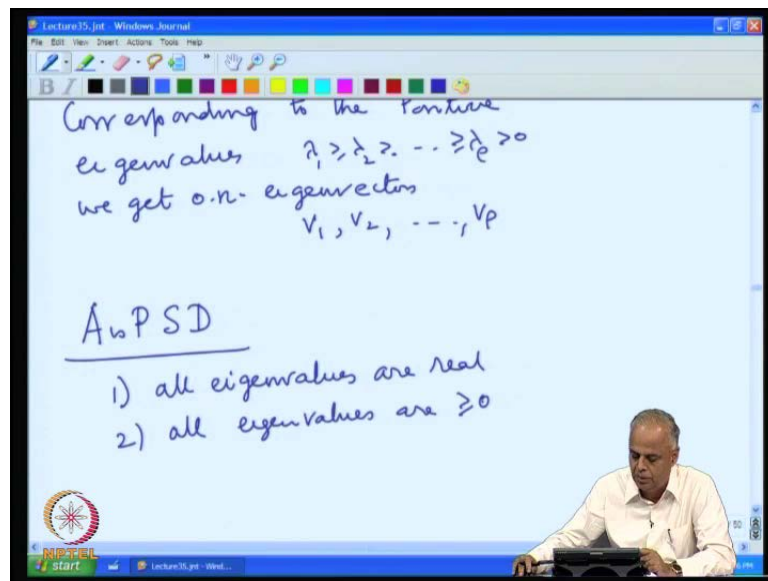 Lecture35.jnt - Windows Journal
File Edit View Insert Actions Tools Help
Corresponding to the Positive
eigenvalues λ₁ ≥ λ₂ ≥ ... ≥ λρ > 0
we get o.n. eigenvectors
v₁, v₂, ---, vρ
A is PSD
1) all eigenvalues are real
2) all eigenvalues are ≥ 0
NPTEL
start
Lecture35.jnt - Wind...